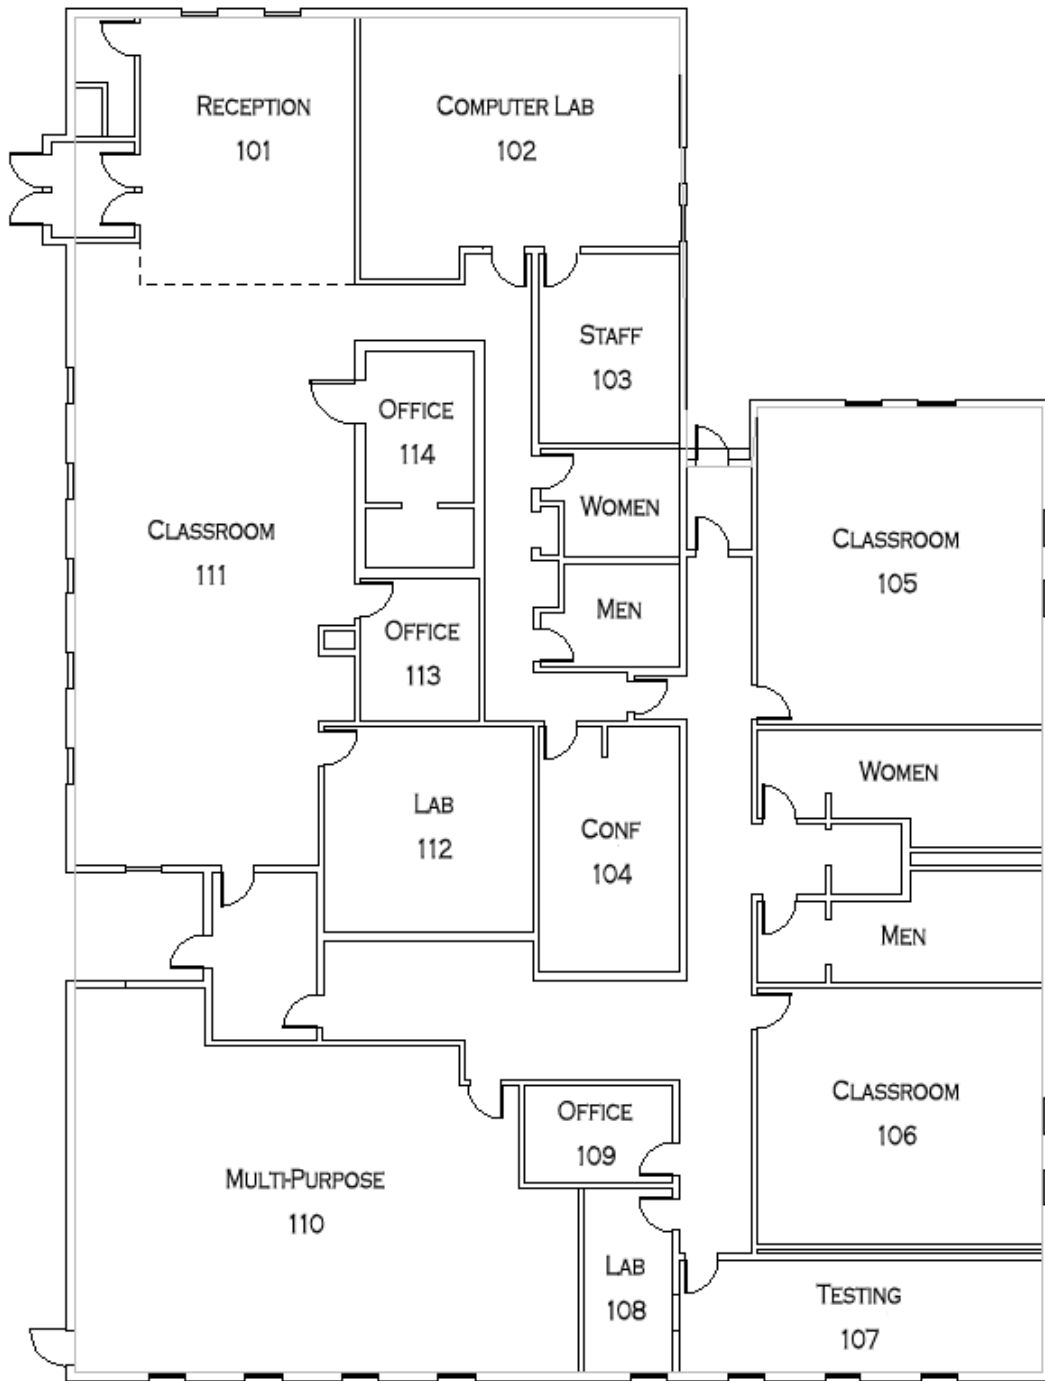 RECEPTION
101
COMPUTER LAB
102
STAFF
103
OFFICE
114
WOMEN
CLASSROOM
111
CLASSROOM
105
MEN
OFFICE
113
WOMEN
LAB
112
CONF
104
MEN
CLASSROOM
106
OFFICE
109
MULTI-PURPOSE
110
LAB
108
TESTING
107